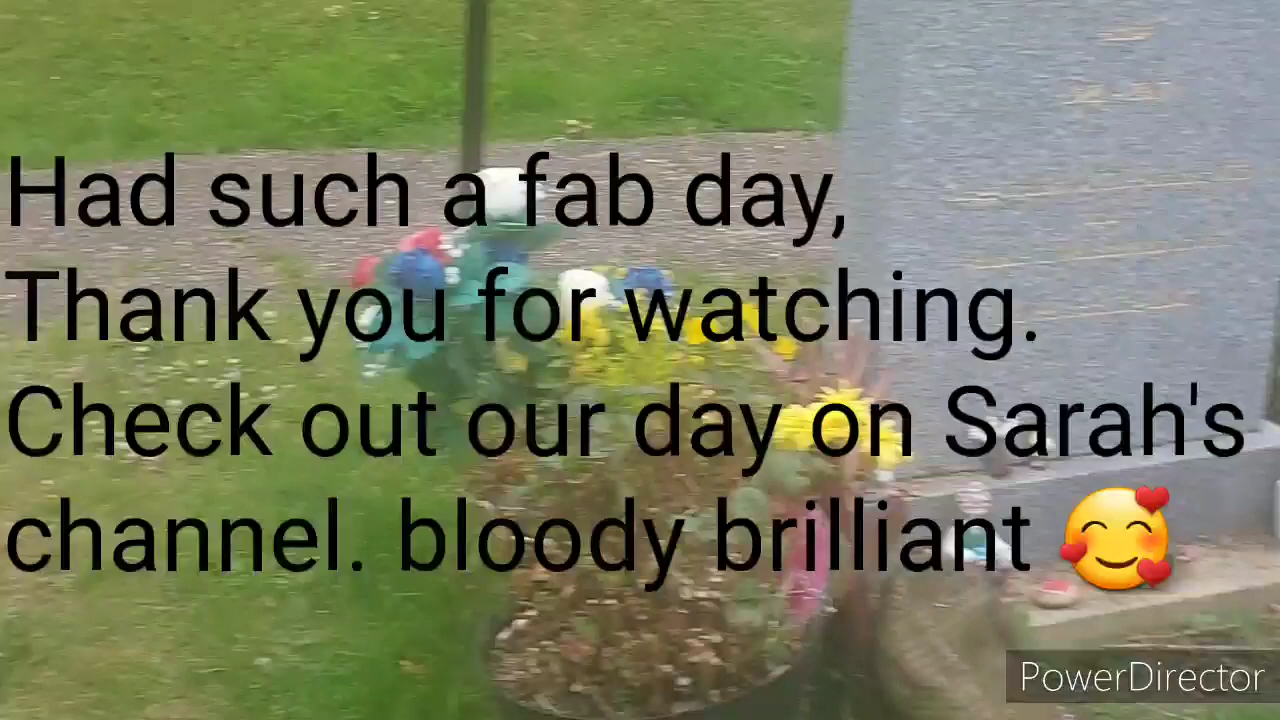 Had such a fab day,
Thank you for watching.
Check out our day on Sarah's
channel. bloody brilliant 🥰
PowerDirector